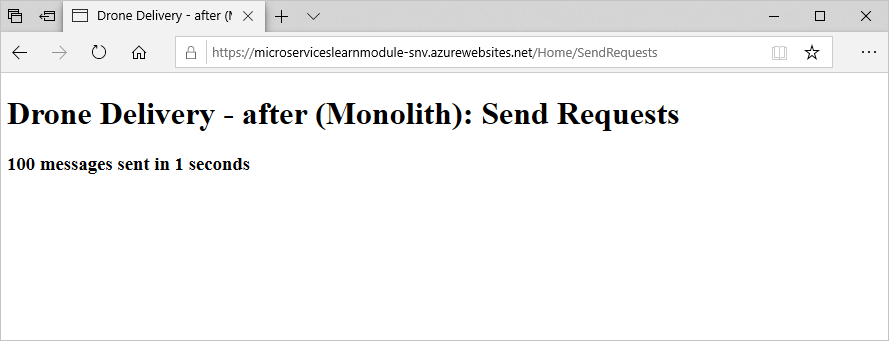 Drone Delivery - after (M
https://microserviceslearnmodule-snv.azurewebsites.net/Home/SendRequests
Drone Delivery - after (Monolith): Send Requests
100 messages sent in 1 seconds